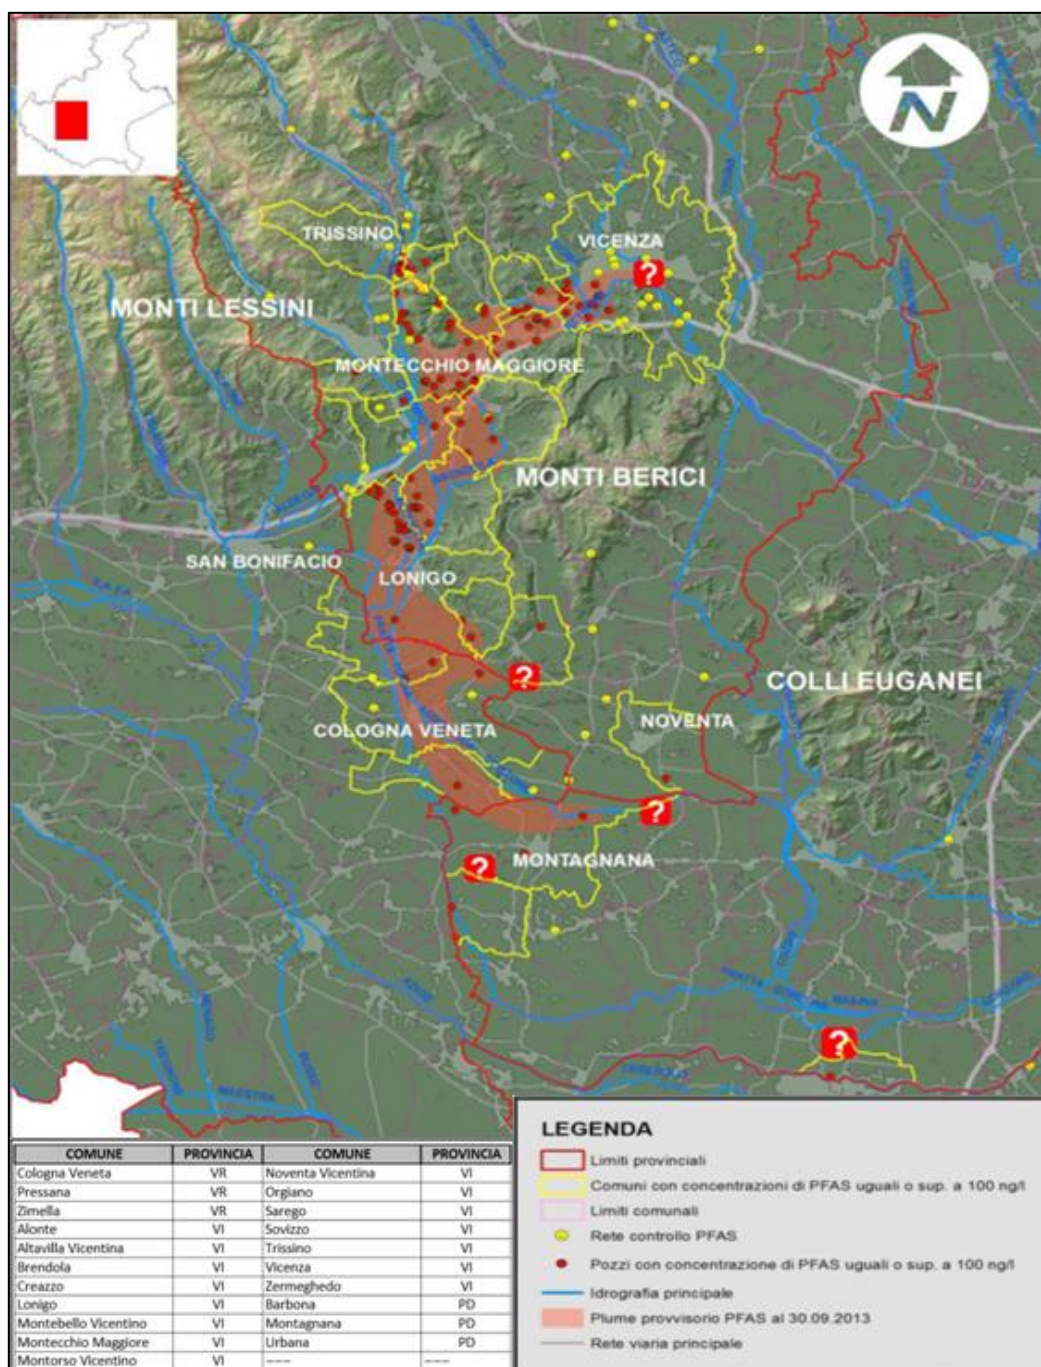 N
TRISSINO
VICENZA
?
MONTI LESSINI
MONTECCHIO MAGGIORE
MONTI BERICI
SAN BONIFACIO
LONIGO
?
COLLI EUGANEI
NOVENTA
COLOGNA VENETA
?
MONTAGNANA
?
?
MAESTRA
COMUNE PROVINCIA COMUNE PROVINCIA
Cologna Veneta VR Noventa Vicentina VI
Pressana VR Orgiano VI
Zimella VR Sarego VI
Alonte VI Sovizzo VI
Altavilla Vicentina VI Trissino VI
Brendola VI Vicenza VI
Creazzo VI Zermeghedo VI
Lonigo VI Barbona PD
Montebello Vicentino VI Montagnana PD
Montecchio Maggiore VI Urbana PD
Montorso Vicentino VI --- ---
LEGENDA
Limiti provinciali
Comuni con concentrazioni di PFAS uguali o sup. a 100 ng/l
Limiti comunali
Rete controllo PFAS
Pozzi con concentrazione di PFAS uguali o sup. a 100 ng/l
Idrografia principale
Plume provvisorio PFAS al 30.09.2013
Rete viaria principale